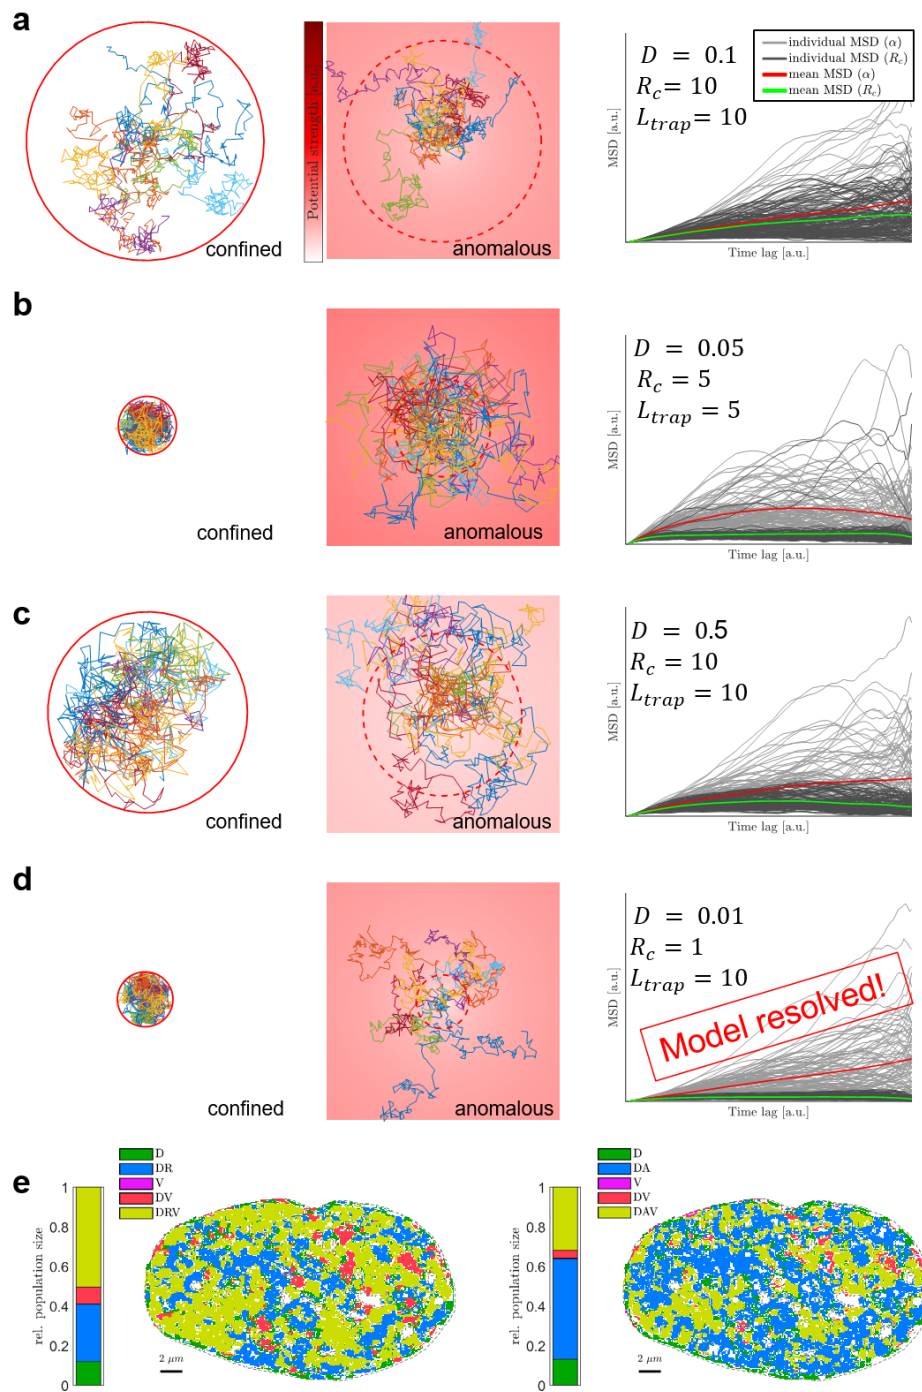 a
confined
Potential strength [a.u.]
anomalous
D = 0.1
R_c = 10
L_trap = 10
individual MSD (α)
individual MSD (R_c)
mean MSD (α)
mean MSD (R_c)
MSD [a.u.]
Time lag [a.u.]
b
confined
anomalous
D = 0.05
R_c = 5
L_trap = 5
MSD [a.u.]
Time lag [a.u.]
c
confined
anomalous
D = 0.5
R_c = 10
L_trap = 10
MSD [a.u.]
Time lag [a.u.]
d
confined
anomalous
D = 0.01
R_c = 1
L_trap = 10
Model resolved!
MSD [a.u.]
Time lag [a.u.]
e
D
DR
V
DV
DRV
rel. population size
1
0.8
0.6
0.4
0.2
0
2 μm
D
DA
V
DV
DAV
rel. population size
1
0.8
0.6
0.4
0.2
0
2 μm